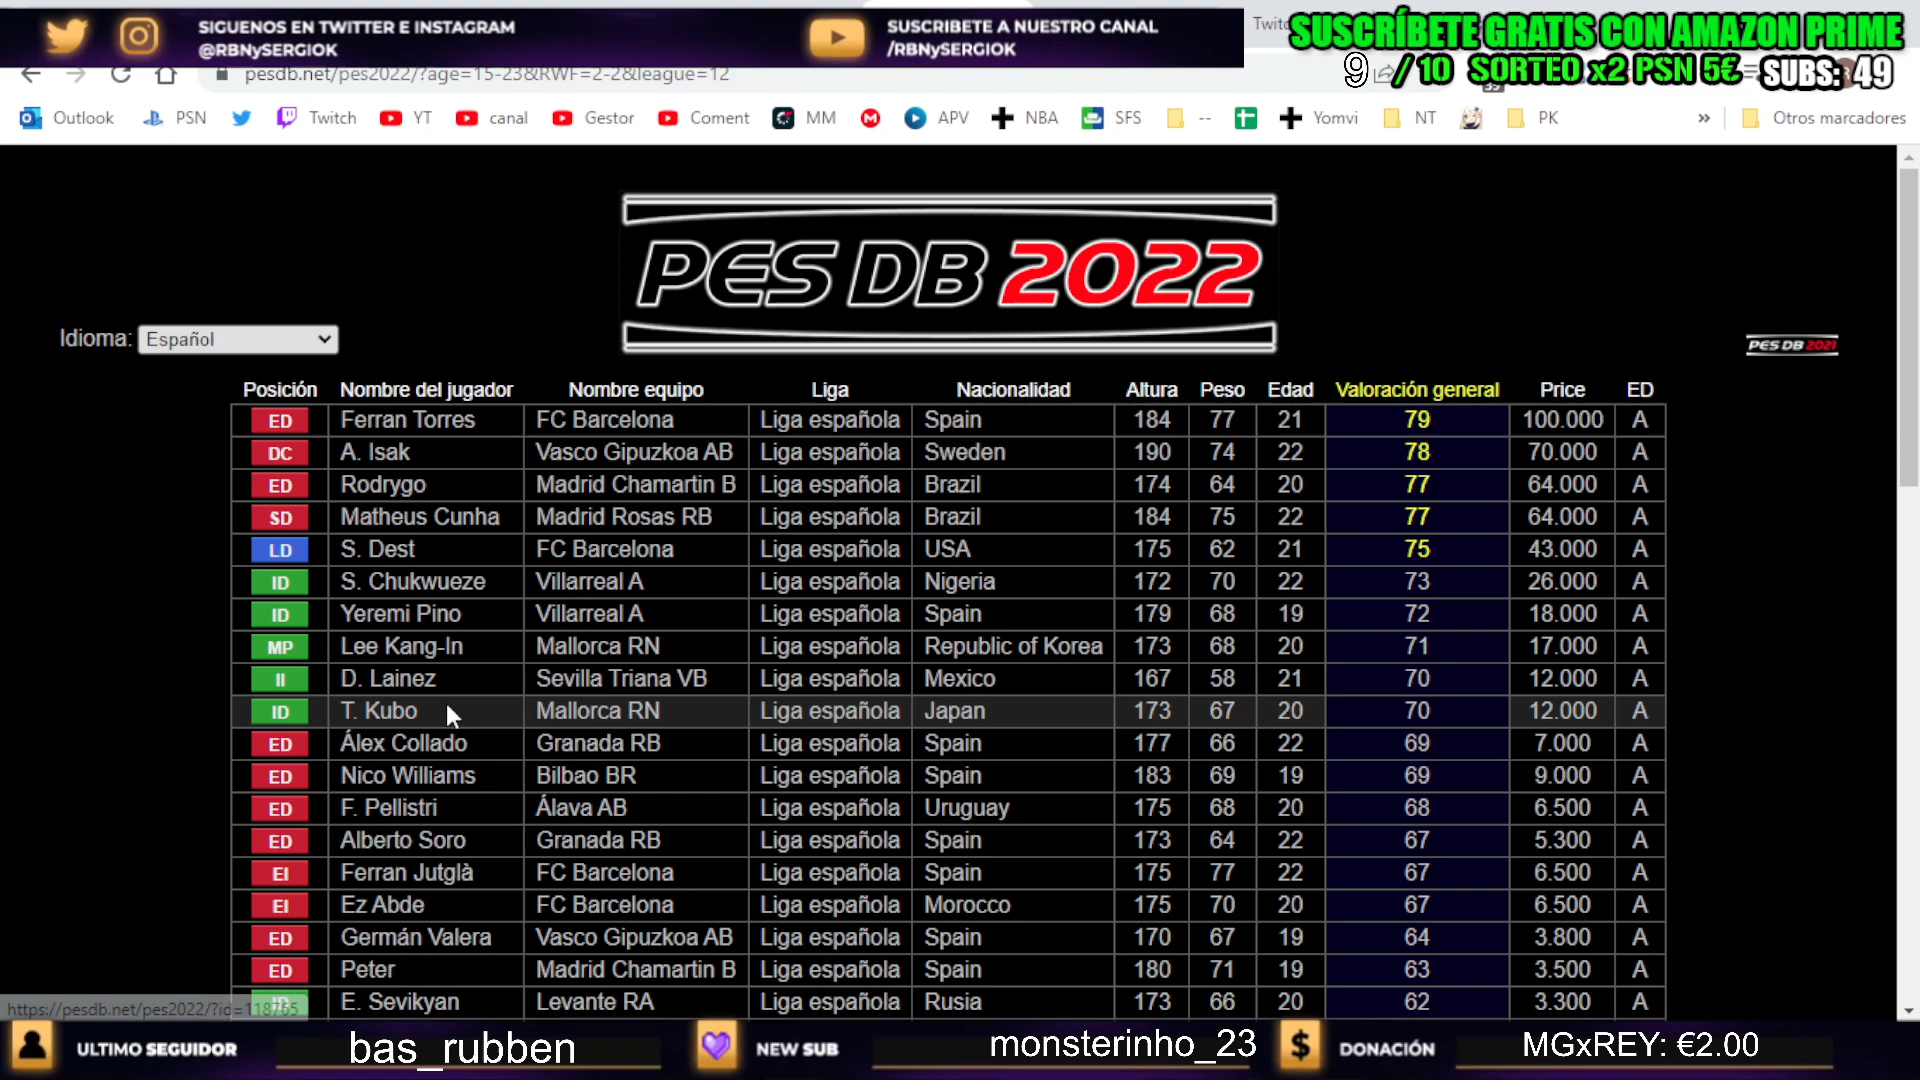 SIGUENOS EN TWITTER E INSTAGRAM
@RBNySERGIOK
SUSCRIBETE A NUESTRO CANAL
/RBNySERGIOK
SUSCRÍBETE GRATIS CON AMAZON PRIME
9 / 10 SORTEO x2 PSN 5€ SUBS: 49
pesdb.net/pes2022/?age=15-23&RWF=2-2&league=12
Outlook PSN Twitch YT canal Gestor Coment MM APV NBA SFS -- Yomvi NT PK » Otros marcadores
PES DB 2022
Idioma: Español
PES DB 2021
Posición Nombre del jugador Nombre equipo Liga Nacionalidad Altura Peso Edad Valoración general Price ED
ED Ferran Torres FC Barcelona Liga española Spain 184 77 21 79 100.000 A
DC A. Isak Vasco Gipuzkoa AB Liga española Sweden 190 74 22 78 70.000 A
ED Rodrygo Madrid Chamartin B Liga española Brazil 174 64 20 77 64.000 A
SD Matheus Cunha Madrid Rosas RB Liga española Brazil 184 75 22 77 64.000 A
LD S. Dest FC Barcelona Liga española USA 175 62 21 75 43.000 A
ID S. Chukwueze Villarreal A Liga española Nigeria 172 70 22 73 26.000 A
ID Yeremi Pino Villarreal A Liga española Spain 179 68 19 72 18.000 A
MP Lee Kang-In Mallorca RN Liga española Republic of Korea 173 68 20 71 17.000 A
II D. Lainez Sevilla Triana VB Liga española Mexico 167 58 21 70 12.000 A
ID T. Kubo Mallorca RN Liga española Japan 173 67 20 70 12.000 A
ED Álex Collado Granada RB Liga española Spain 177 66 22 69 7.000 A
ED Nico Williams Bilbao BR Liga española Spain 183 69 19 69 9.000 A
ED F. Pellistri Álava AB Liga española Uruguay 175 68 20 68 6.500 A
ED Alberto Soro Granada RB Liga española Spain 173 64 22 67 5.300 A
EI Ferran Jutglà FC Barcelona Liga española Spain 175 77 22 67 6.500 A
EI Ez Abde FC Barcelona Liga española Morocco 175 70 20 67 6.500 A
ED Germán Valera Vasco Gipuzkoa AB Liga española Spain 170 67 19 64 3.800 A
ED Peter Madrid Chamartin B Liga española Spain 180 71 19 63 3.500 A
ID E. Sevikyan Levante RA Liga española Rusia 173 66 20 62 3.300 A
https://pesdb.net/pes2022/?id=118765
ULTIMO SEGUIDOR bas_rubben NEW SUB monsterinho_23 DONACIÓN MGxREY: €2.00